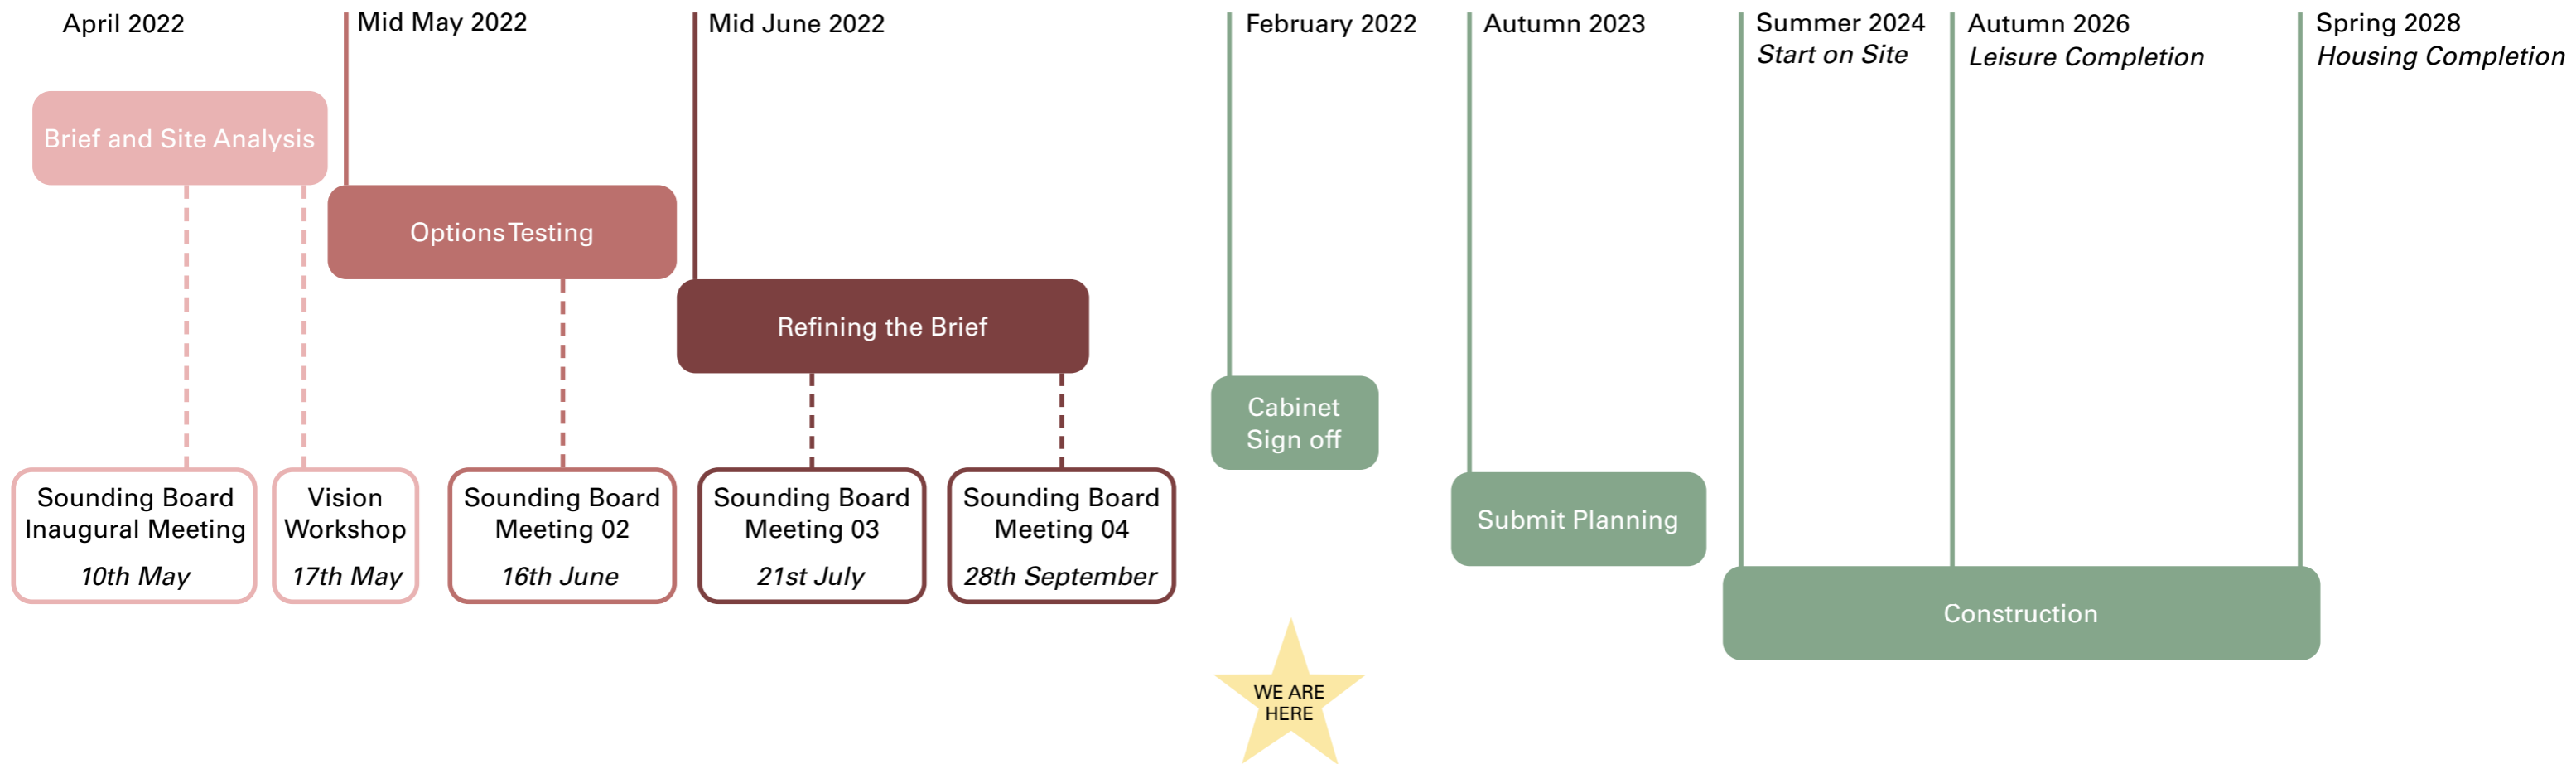 April 2022
Mid May 2022
Mid June 2022
February 2022
Autumn 2023
Summer 2024
Start on Site
Autumn 2026
Leisure Completion
Spring 2028
Housing Completion
Brief and Site Analysis
Options Testing
Refining the Brief
Cabinet
Sign off
Submit Planning
Construction
Sounding Board
Inaugural Meeting
10th May
Vision
Workshop
17th May
Sounding Board
Meeting 02
16th June
Sounding Board
Meeting 03
21st July
Sounding Board
Meeting 04
28th September
WE ARE
HERE